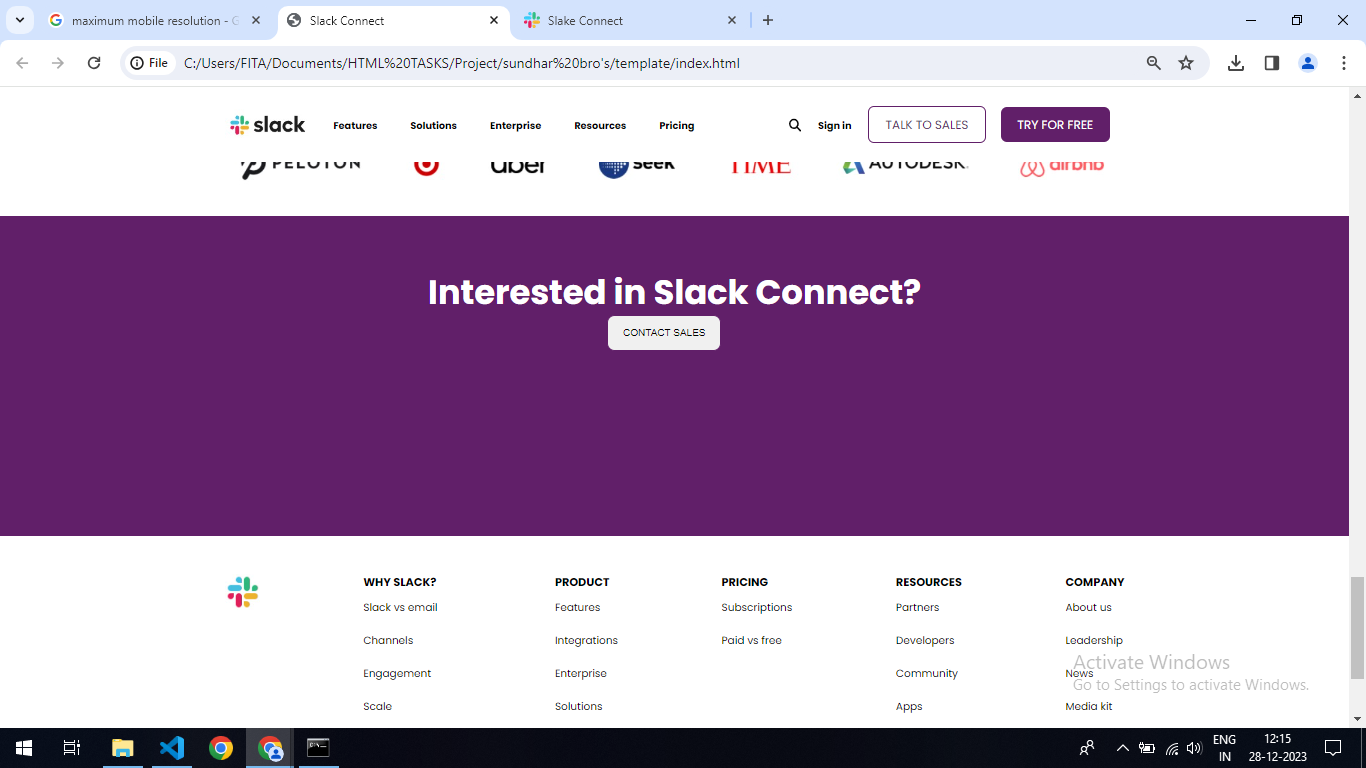 maximum mobile resolution - G
Slack Connect
Slake Connect
File
C:/Users/FITA/Documents/HTML%20TASKS/Project/sundhar%20bro's/template/index.html
slack Features Solutions Enterprise Resources Pricing Sign in TALK TO SALES TRY FOR FREE
PELOTON uber seek TIME AUTODESK. airbnb
Interested in Slack Connect?
CONTACT SALES
WHY SLACK? PRODUCT PRICING RESOURCES COMPANY
Slack vs email Features Subscriptions Partners About us
Channels Integrations Paid vs free Developers Leadership
Engagement Enterprise Community News
Scale Solutions Apps Media kit
Activate Windows
Go to Settings to activate Windows.
ENG
IN
12:15
28-12-2023